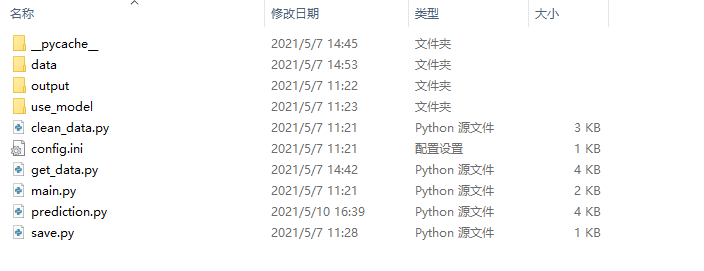 名称 修改日期 类型 大小
__pycache__ 2021/5/7 14:45 文件夹
data 2021/5/7 14:53 文件夹
output 2021/5/7 11:22 文件夹
use_model 2021/5/7 11:23 文件夹
clean_data.py 2021/5/7 11:21 Python 源文件 3 KB
config.ini 2021/5/7 11:21 配置设置 1 KB
get_data.py 2021/5/7 14:42 Python 源文件 4 KB
main.py 2021/5/7 11:21 Python 源文件 2 KB
prediction.py 2021/5/10 16:39 Python 源文件 4 KB
save.py 2021/5/7 11:28 Python 源文件 1 KB